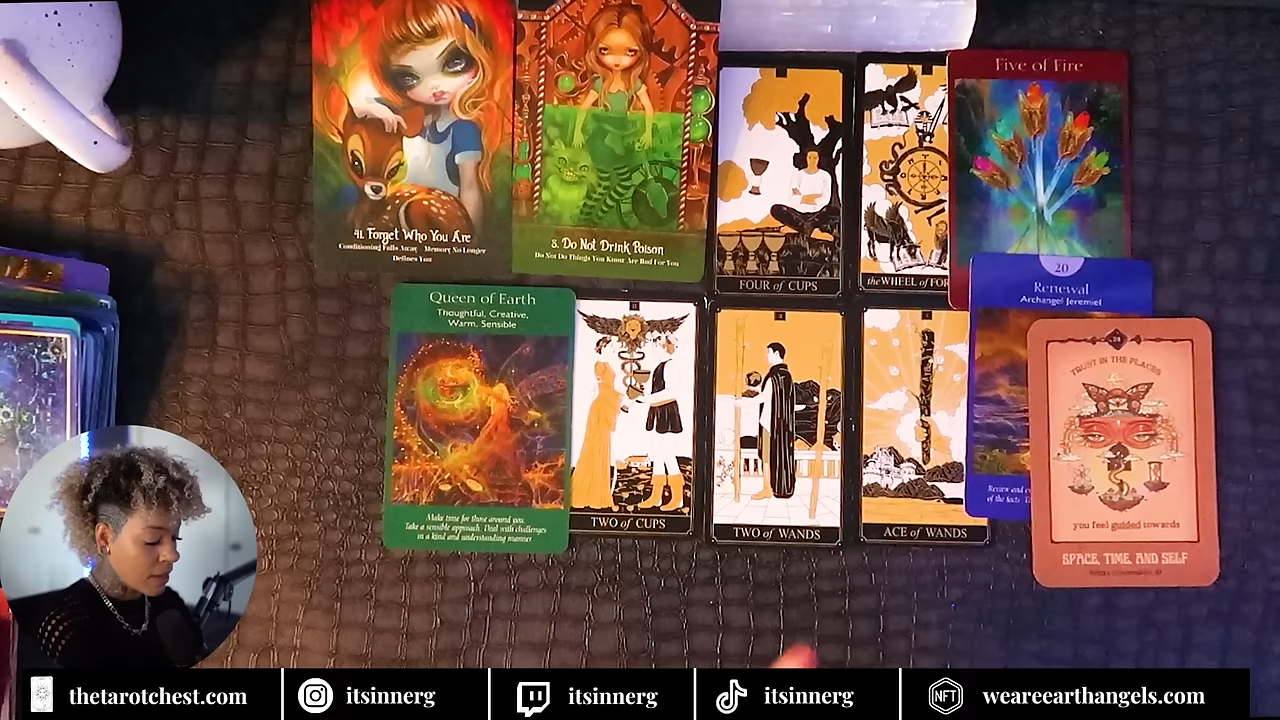 41. Forget Who You Are
Conditioning Falls Away Memory No Longer
Defines You
8. Do Not Drink Poison
Do Not Do Things You Know Are Bad For You
FOUR of CUPS
the WHEEL of FOR
Five of Fire
20
Renewal
Archangel Jeremiel
Review and
of the facts
Queen of Earth
Thoughtful, Creative,
Warm, Sensible
Make time for those around you.
Take a sensible approach. Deal with challenges
in a kind and understanding manner
TWO of CUPS
TWO of WANDS
ACE of WANDS
TRUST IN THE PLACES
you feel guided towards
SPACE, TIME, AND SELF
thetarotchest.com
itsinnerg
itsinnerg
itsinnerg
NFT
weareearthangels.com